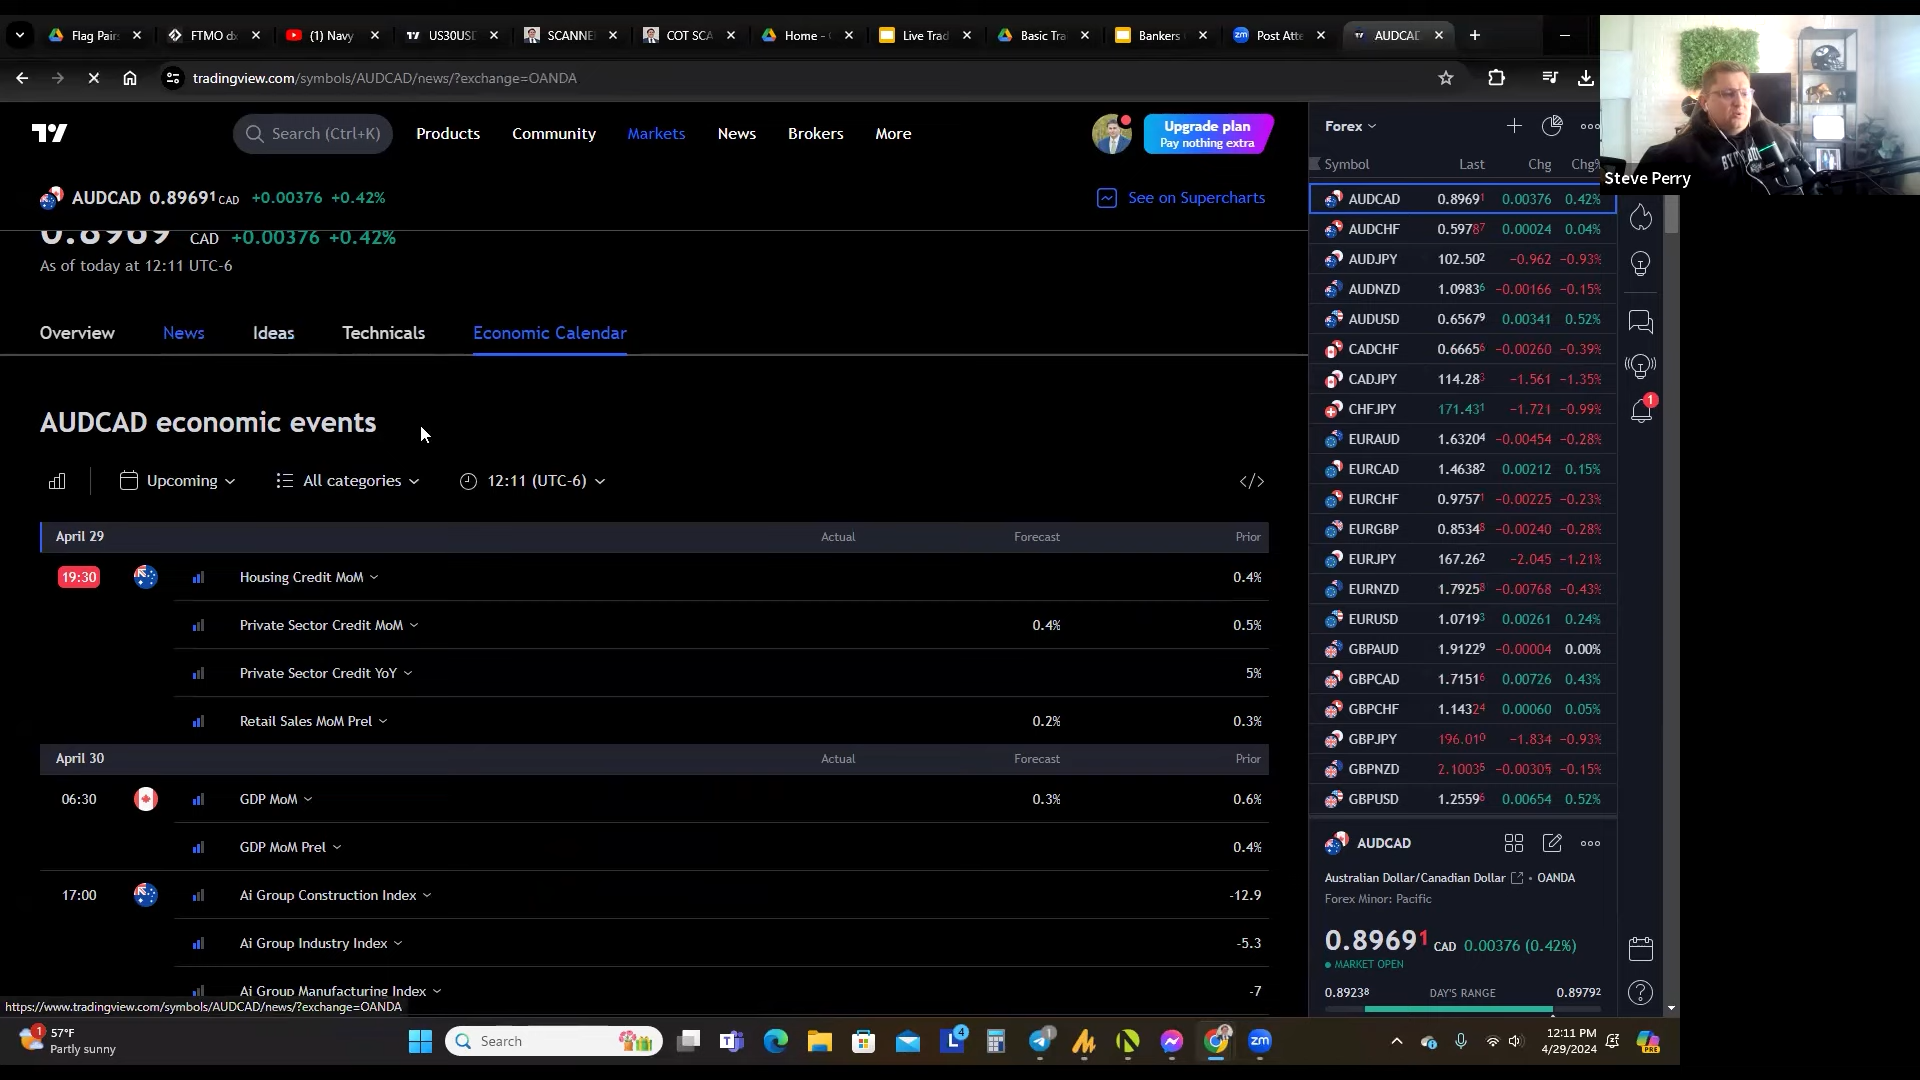 Flag Pair
FTMO d
(1) Navy
US30US
SCANNE
COT SCA
Home -
Live Trad
Basic Tra
Bankers
Post Atte
AUDCAD
tradingview.com/symbols/AUDCAD/news/?exchange=OANDA
Search (Ctrl+K)
Products
Community
Markets
News
Brokers
More
Upgrade plan
Pay nothing extra
AUDCAD 0.89691 CAD +0.00376 +0.42%
See on Supercharts
0.8969 CAD +0.00376 +0.42%
As of today at 12:11 UTC-6
Overview
News
Ideas
Technicals
Economic Calendar
AUDCAD economic events
Upcoming
All categories
12:11 (UTC-6)
April 29 Actual Forecast Prior
19:30 Housing Credit MoM 0.4%
Private Sector Credit MoM 0.4% 0.5%
Private Sector Credit YoY 5%
Retail Sales MoM Prel 0.2% 0.3%
April 30 Actual Forecast Prior
06:30 GDP MoM 0.3% 0.6%
GDP MoM Prel 0.4%
17:00 Ai Group Construction Index -12.9
Ai Group Industry Index -5.3
Ai Group Manufacturing Index -7
https://www.tradingview.com/symbols/AUDCAD/news/?exchange=OANDA
Forex
Symbol Last Chg Chg%
AUDCAD 0.89691 0.00376 0.42%
AUDCHF 0.59787 0.00024 0.04%
AUDJPY 102.502 −0.962 −0.93%
AUDNZD 1.09836 −0.00166 −0.15%
AUDUSD 0.65679 0.00341 0.52%
CADCHF 0.66656 −0.00260 −0.39%
CADJPY 114.283 −1.561 −1.35%
CHFJPY 171.431 −1.721 −0.99%
EURAUD 1.63204 −0.00454 −0.28%
EURCAD 1.46382 0.00212 0.15%
EURCHF 0.97571 −0.00225 −0.23%
EURGBP 0.85348 −0.00240 −0.28%
EURJPY 167.262 −2.045 −1.21%
EURNZD 1.79258 −0.00768 −0.43%
EURUSD 1.07193 0.00261 0.24%
GBPAUD 1.91229 −0.00004 0.00%
GBPCAD 1.71516 0.00726 0.43%
GBPCHF 1.14324 0.00060 0.05%
GBPJPY 196.010 −1.834 −0.93%
GBPNZD 2.10035 −0.00305 −0.15%
GBPUSD 1.25596 0.00654 0.52%
AUDCAD
Australian Dollar/Canadian Dollar • OANDA
Forex Minor: Pacific
0.89691 CAD 0.00376 (0.42%)
MARKET OPEN
0.89238 DAY'S RANGE 0.89792
1
Steve Perry
1
57°F
Partly sunny
Search
4
1
12:11 PM
4/29/2024